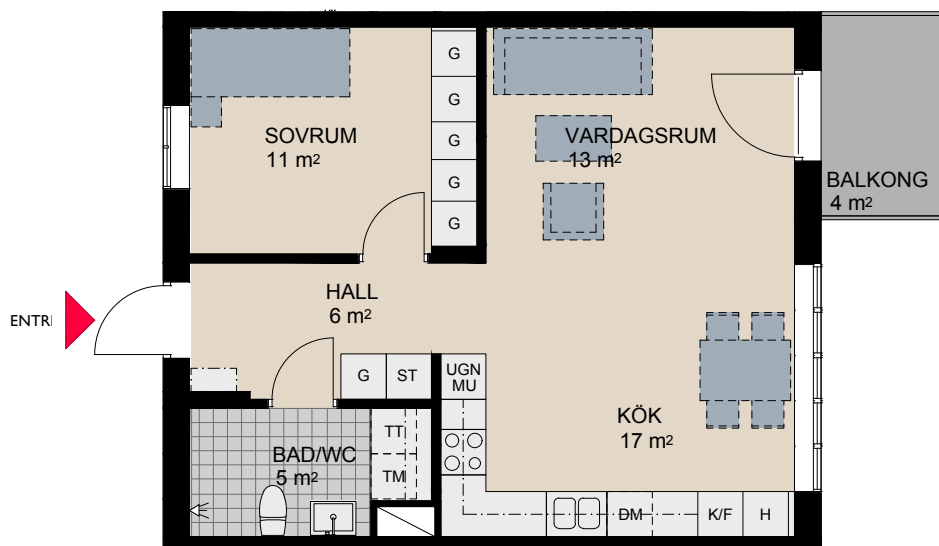 G
G
SOVRUM
11 m²
G
G
G
VARDAGSRUM
13 m²
BALKONG
4 m²
ENTR
HALL
6 m²
G ST
UGN
MU
KÖK
17 m²
TT
BAD/WC
5 m²
TM
DM K/F H